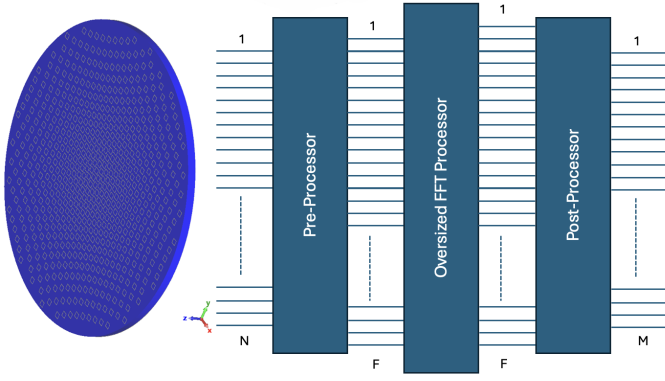 1
1
1
1
Pre-Processor
Oversized FFT Processor
Post-Processor
y
z
x
N
F
F
M